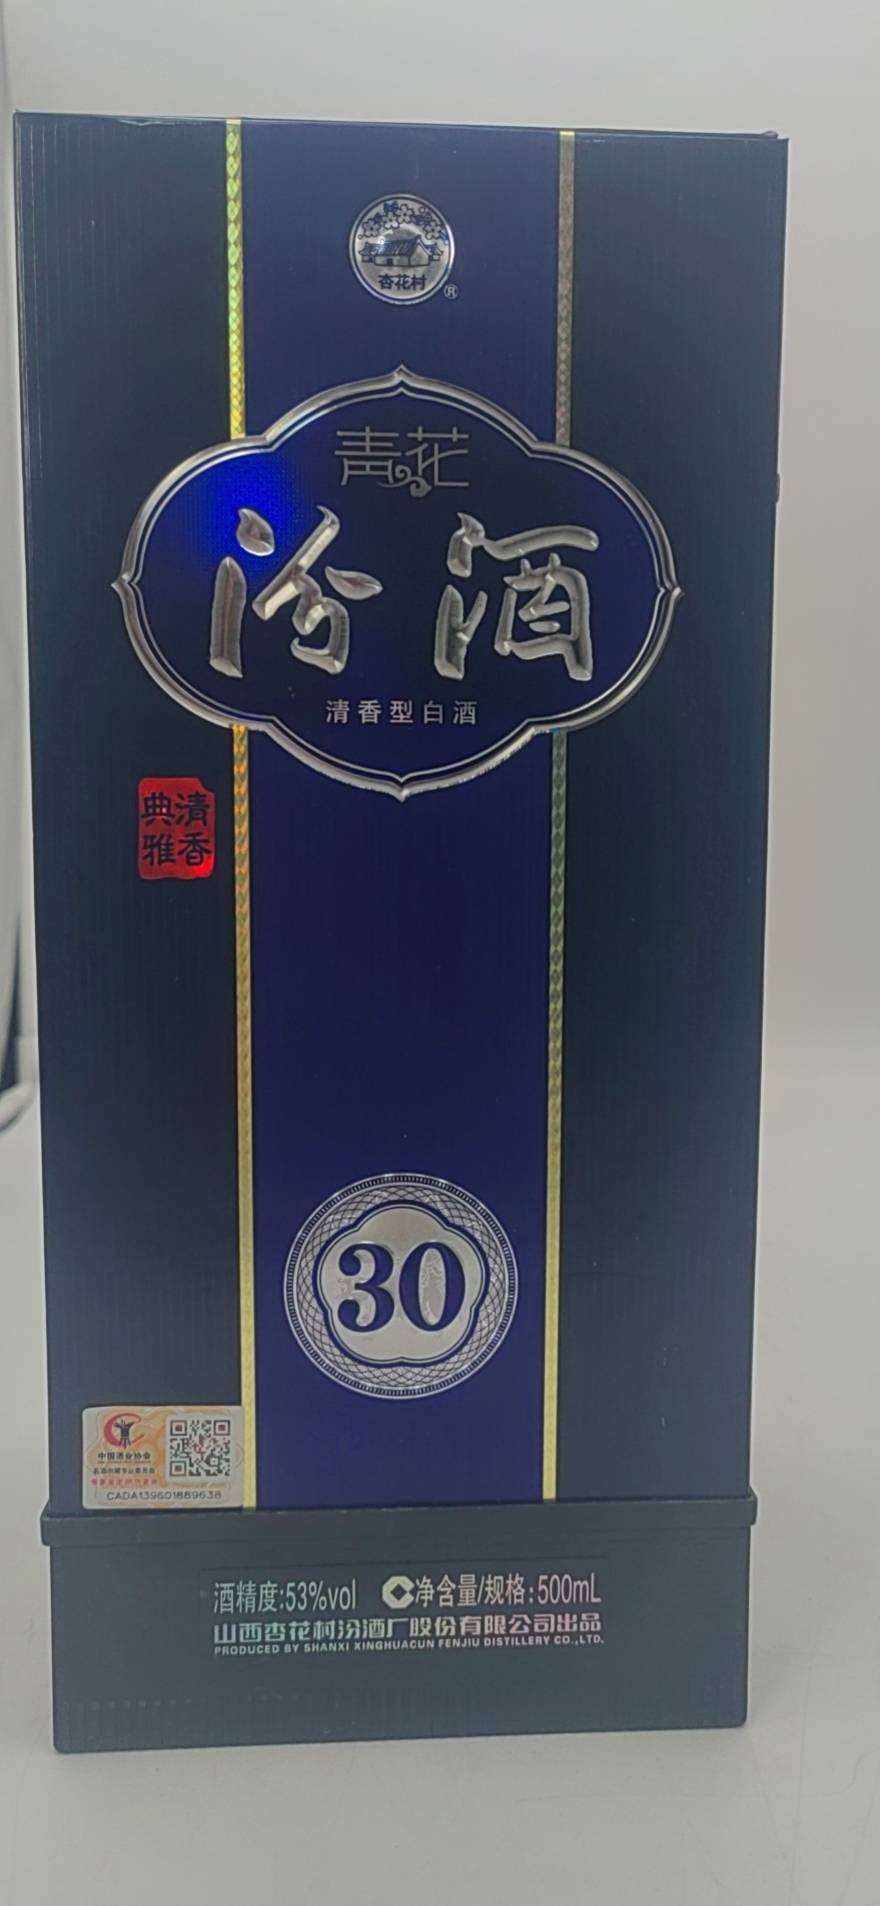 杏花村
®
青花
汾酒
清香型白酒
清香
典雅
30
中国酒业协会
CADA139601889638
酒精度:53%vol 净含量/规格:500mL
山西杏花村汾酒厂股份有限公司出品
PRODUCED BY SHANXI XINGHUACUN FENJIU DISTILLERY CO.,LTD.